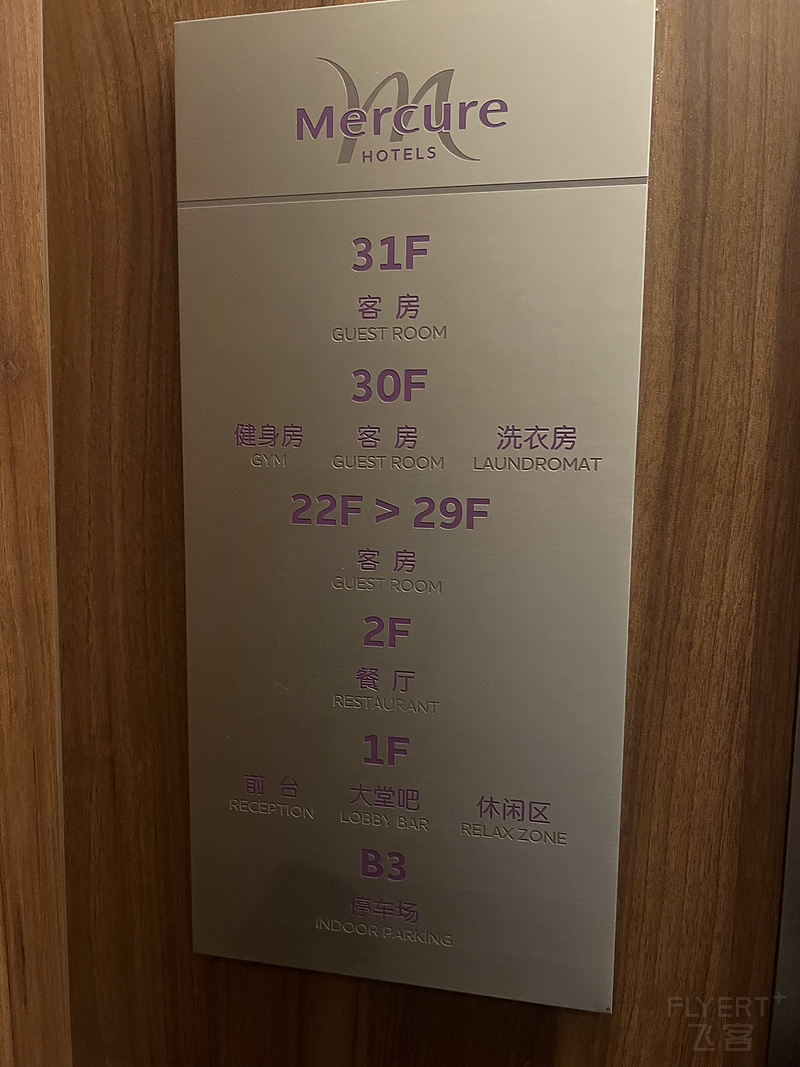 Mercure
HOTELS
31F
客房
GUEST ROOM
30F
健身房 客房 洗衣房
GYM GUEST ROOM LAUNDROMAT
22F > 29F
客房
GUEST ROOM
2F
餐厅
RESTAURANT
1F
前台 大堂吧 休闲区
RECEPTION LOBBY BAR RELAX ZONE
B3
停车场
INDOOR PARKING
FLYERT+
飞客